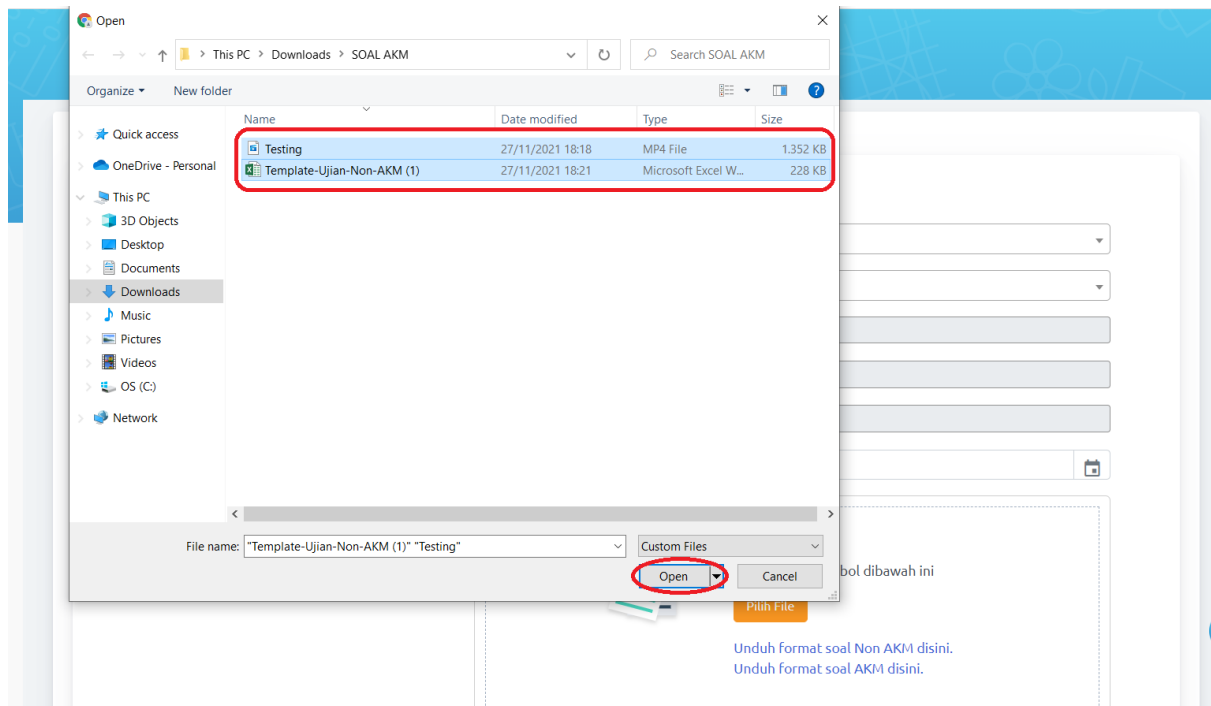 Open
This PC > Downloads > SOAL AKM
Search SOAL AKM
Organize
New folder
Name Date modified Type Size
Quick access
OneDrive - Personal
This PC
3D Objects
Desktop
Documents
Downloads
Music
Pictures
Videos
OS (C:)
Network
Testing 27/11/2021 18:18 MP4 File 1.352 KB
Template-Ujian-Non-AKM (1) 27/11/2021 18:21 Microsoft Excel W... 228 KB
File name: "Template-Ujian-Non-AKM (1)" "Testing"
Custom Files
Open
Cancel
bol dibawah ini
Pilih File
Unduh format soal Non AKM disini.
Unduh format soal AKM disini.